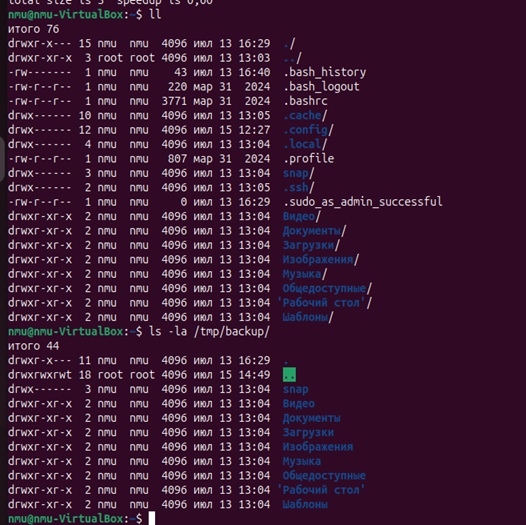 total size is 5  speedup is 0,00
nmu@nmu-VirtualBox:~$ ll
итого 76
drwxr-x--- 15 nmu  nmu  4096 июл 13 16:29  ./
drwxr-xr-x  3 root root 4096 июл 13 13:03  ../
-rw-------  1 nmu  nmu    43 июл 13 16:40  .bash_history
-rw-r--r--  1 nmu  nmu   220 мар 31  2024  .bash_logout
-rw-r--r--  1 nmu  nmu  3771 мар 31  2024  .bashrc
drwx------ 10 nmu  nmu  4096 июл 13 13:05  .cache/
drwx------ 12 nmu  nmu  4096 июл 15 12:27  .config/
drwx------  4 nmu  nmu  4096 июл 13 13:04  .local/
-rw-r--r--  1 nmu  nmu   807 мар 31  2024  .profile
drwx------  3 nmu  nmu  4096 июл 13 13:04  snap/
drwx------  2 nmu  nmu  4096 июл 13 13:05  .ssh/
-rw-r--r--  1 nmu  nmu     0 июл 13 16:29  .sudo_as_admin_successful
drwxr-xr-x  2 nmu  nmu  4096 июл 13 13:04  Видео/
drwxr-xr-x  2 nmu  nmu  4096 июл 13 13:04  Документы/
drwxr-xr-x  2 nmu  nmu  4096 июл 13 13:04  Загрузки/
drwxr-xr-x  2 nmu  nmu  4096 июл 13 13:04  Изображения/
drwxr-xr-x  2 nmu  nmu  4096 июл 13 13:04  Музыка/
drwxr-xr-x  2 nmu  nmu  4096 июл 13 13:04  Общедоступные/
drwxr-xr-x  2 nmu  nmu  4096 июл 13 13:04 'Рабочий стол'/
drwxr-xr-x  2 nmu  nmu  4096 июл 13 13:04  Шаблоны/
nmu@nmu-VirtualBox:~$ ls -la /tmp/backup/
итого 44
drwxr-x--- 11 nmu  nmu  4096 июл 13 16:29  .
drwxrwxrwt 18 root root 4096 июл 15 14:49  ..
drwx------  3 nmu  nmu  4096 июл 13 13:04  snap
drwxr-xr-x  2 nmu  nmu  4096 июл 13 13:04  Видео
drwxr-xr-x  2 nmu  nmu  4096 июл 13 13:04  Документы
drwxr-xr-x  2 nmu  nmu  4096 июл 13 13:04  Загрузки
drwxr-xr-x  2 nmu  nmu  4096 июл 13 13:04  Изображения
drwxr-xr-x  2 nmu  nmu  4096 июл 13 13:04  Музыка
drwxr-xr-x  2 nmu  nmu  4096 июл 13 13:04  Общедоступные
drwxr-xr-x  2 nmu  nmu  4096 июл 13 13:04 'Рабочий стол'
drwxr-xr-x  2 nmu  nmu  4096 июл 13 13:04  Шаблоны
nmu@nmu-VirtualBox:~$